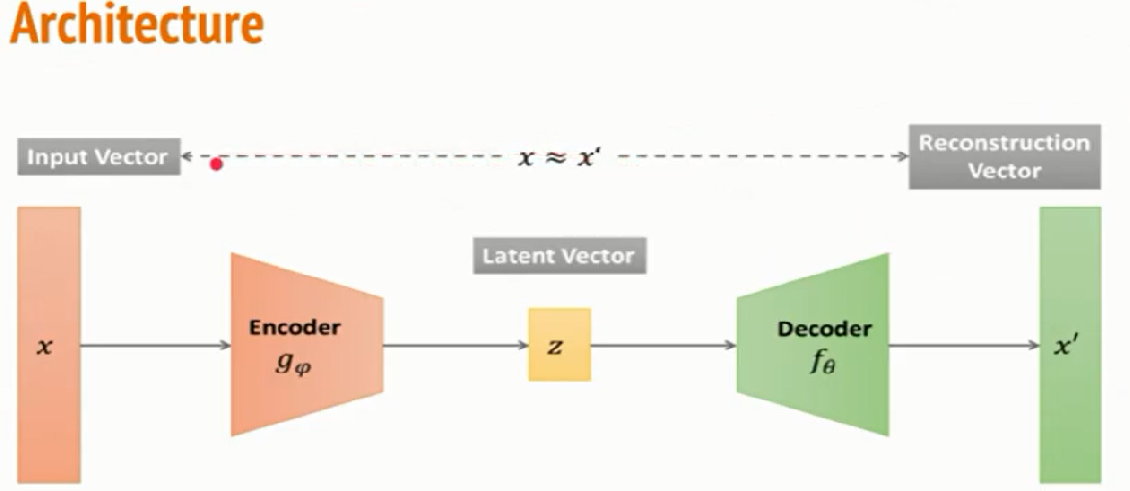 Architecture
Input Vector
x ≈ x'
Reconstruction
Vector
Latent Vector
x
Encoder
gφ
z
Decoder
fθ
x'